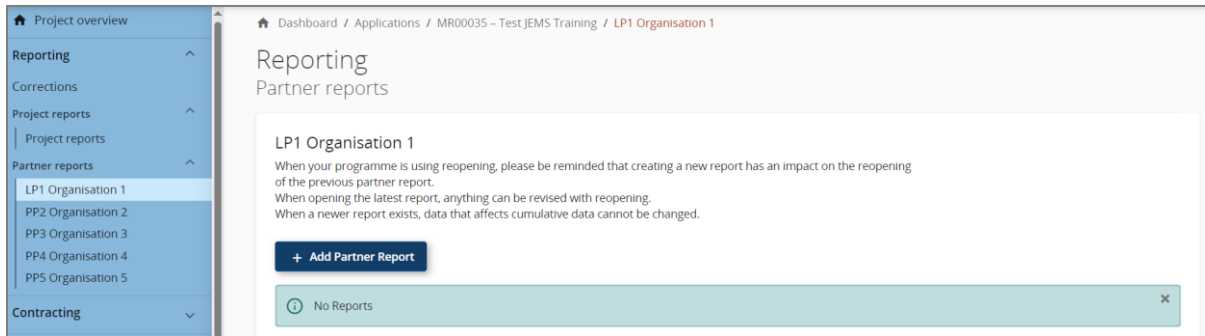 Project overview
Reporting
Corrections
Project reports
Project reports
Partner reports
LP1 Organisation 1
PP2 Organisation 2
PP3 Organisation 3
PP4 Organisation 4
PP5 Organisation 5
Contracting
Dashboard / Applications / MR00035 – Test JEMS Training / LP1 Organisation 1
Reporting
Partner reports
LP1 Organisation 1
When your programme is using reopening, please be reminded that creating a new report has an impact on the reopening
of the previous partner report.
When opening the latest report, anything can be revised with reopening.
When a newer report exists, data that affects cumulative data cannot be changed.
+ Add Partner Report
No Reports